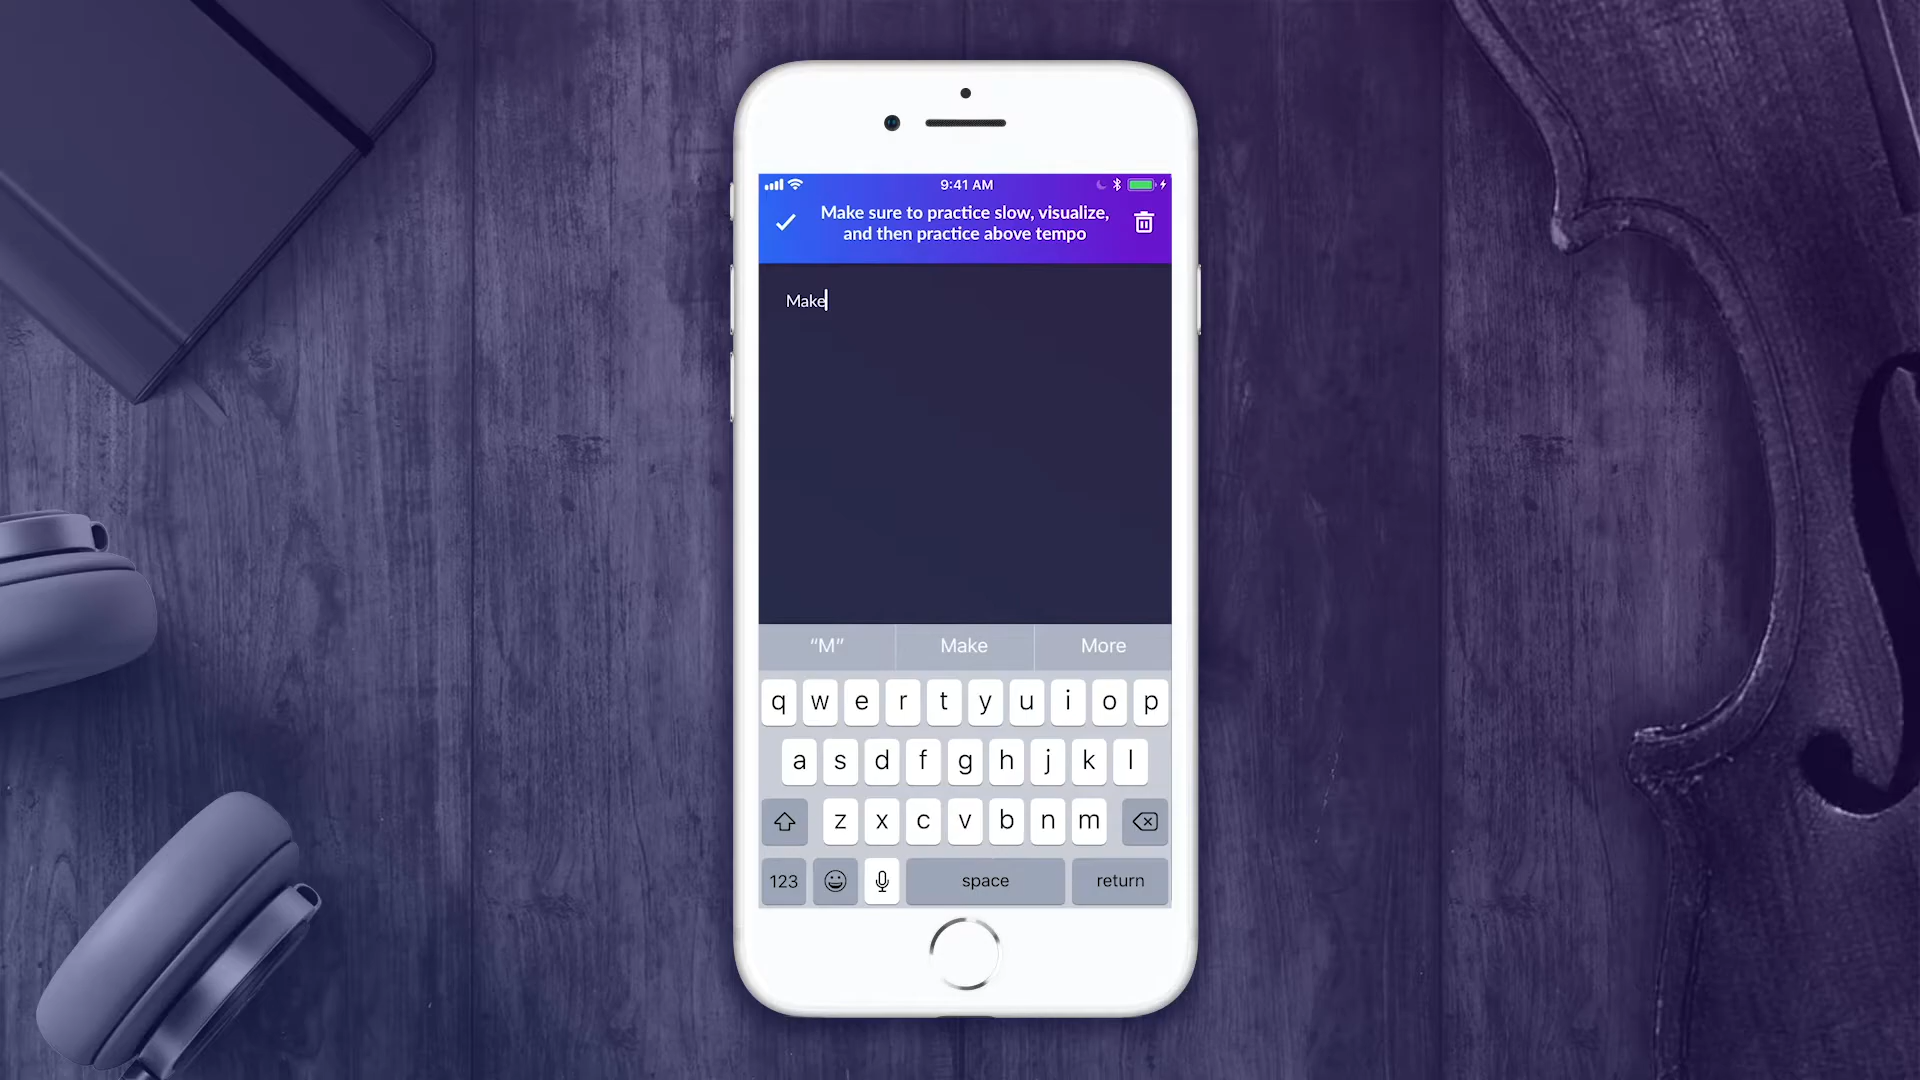 9:41 AM
Make sure to practice slow, visualize,
and then practice above tempo
Make
“M” Make More
q w e r t y u i o p
a s d f g h j k l
z x c v b n m
123 space return